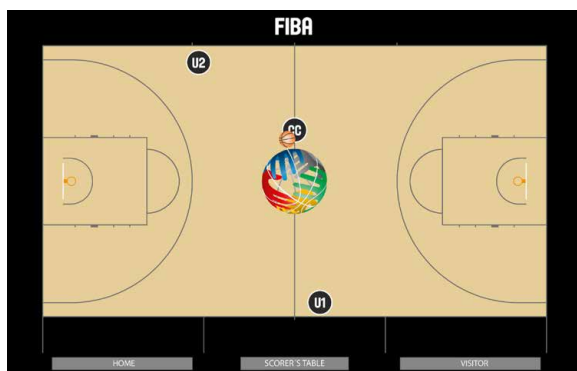 FIBA
U2
CC
U1
HOME
SCORER'S TABLE
VISITOR